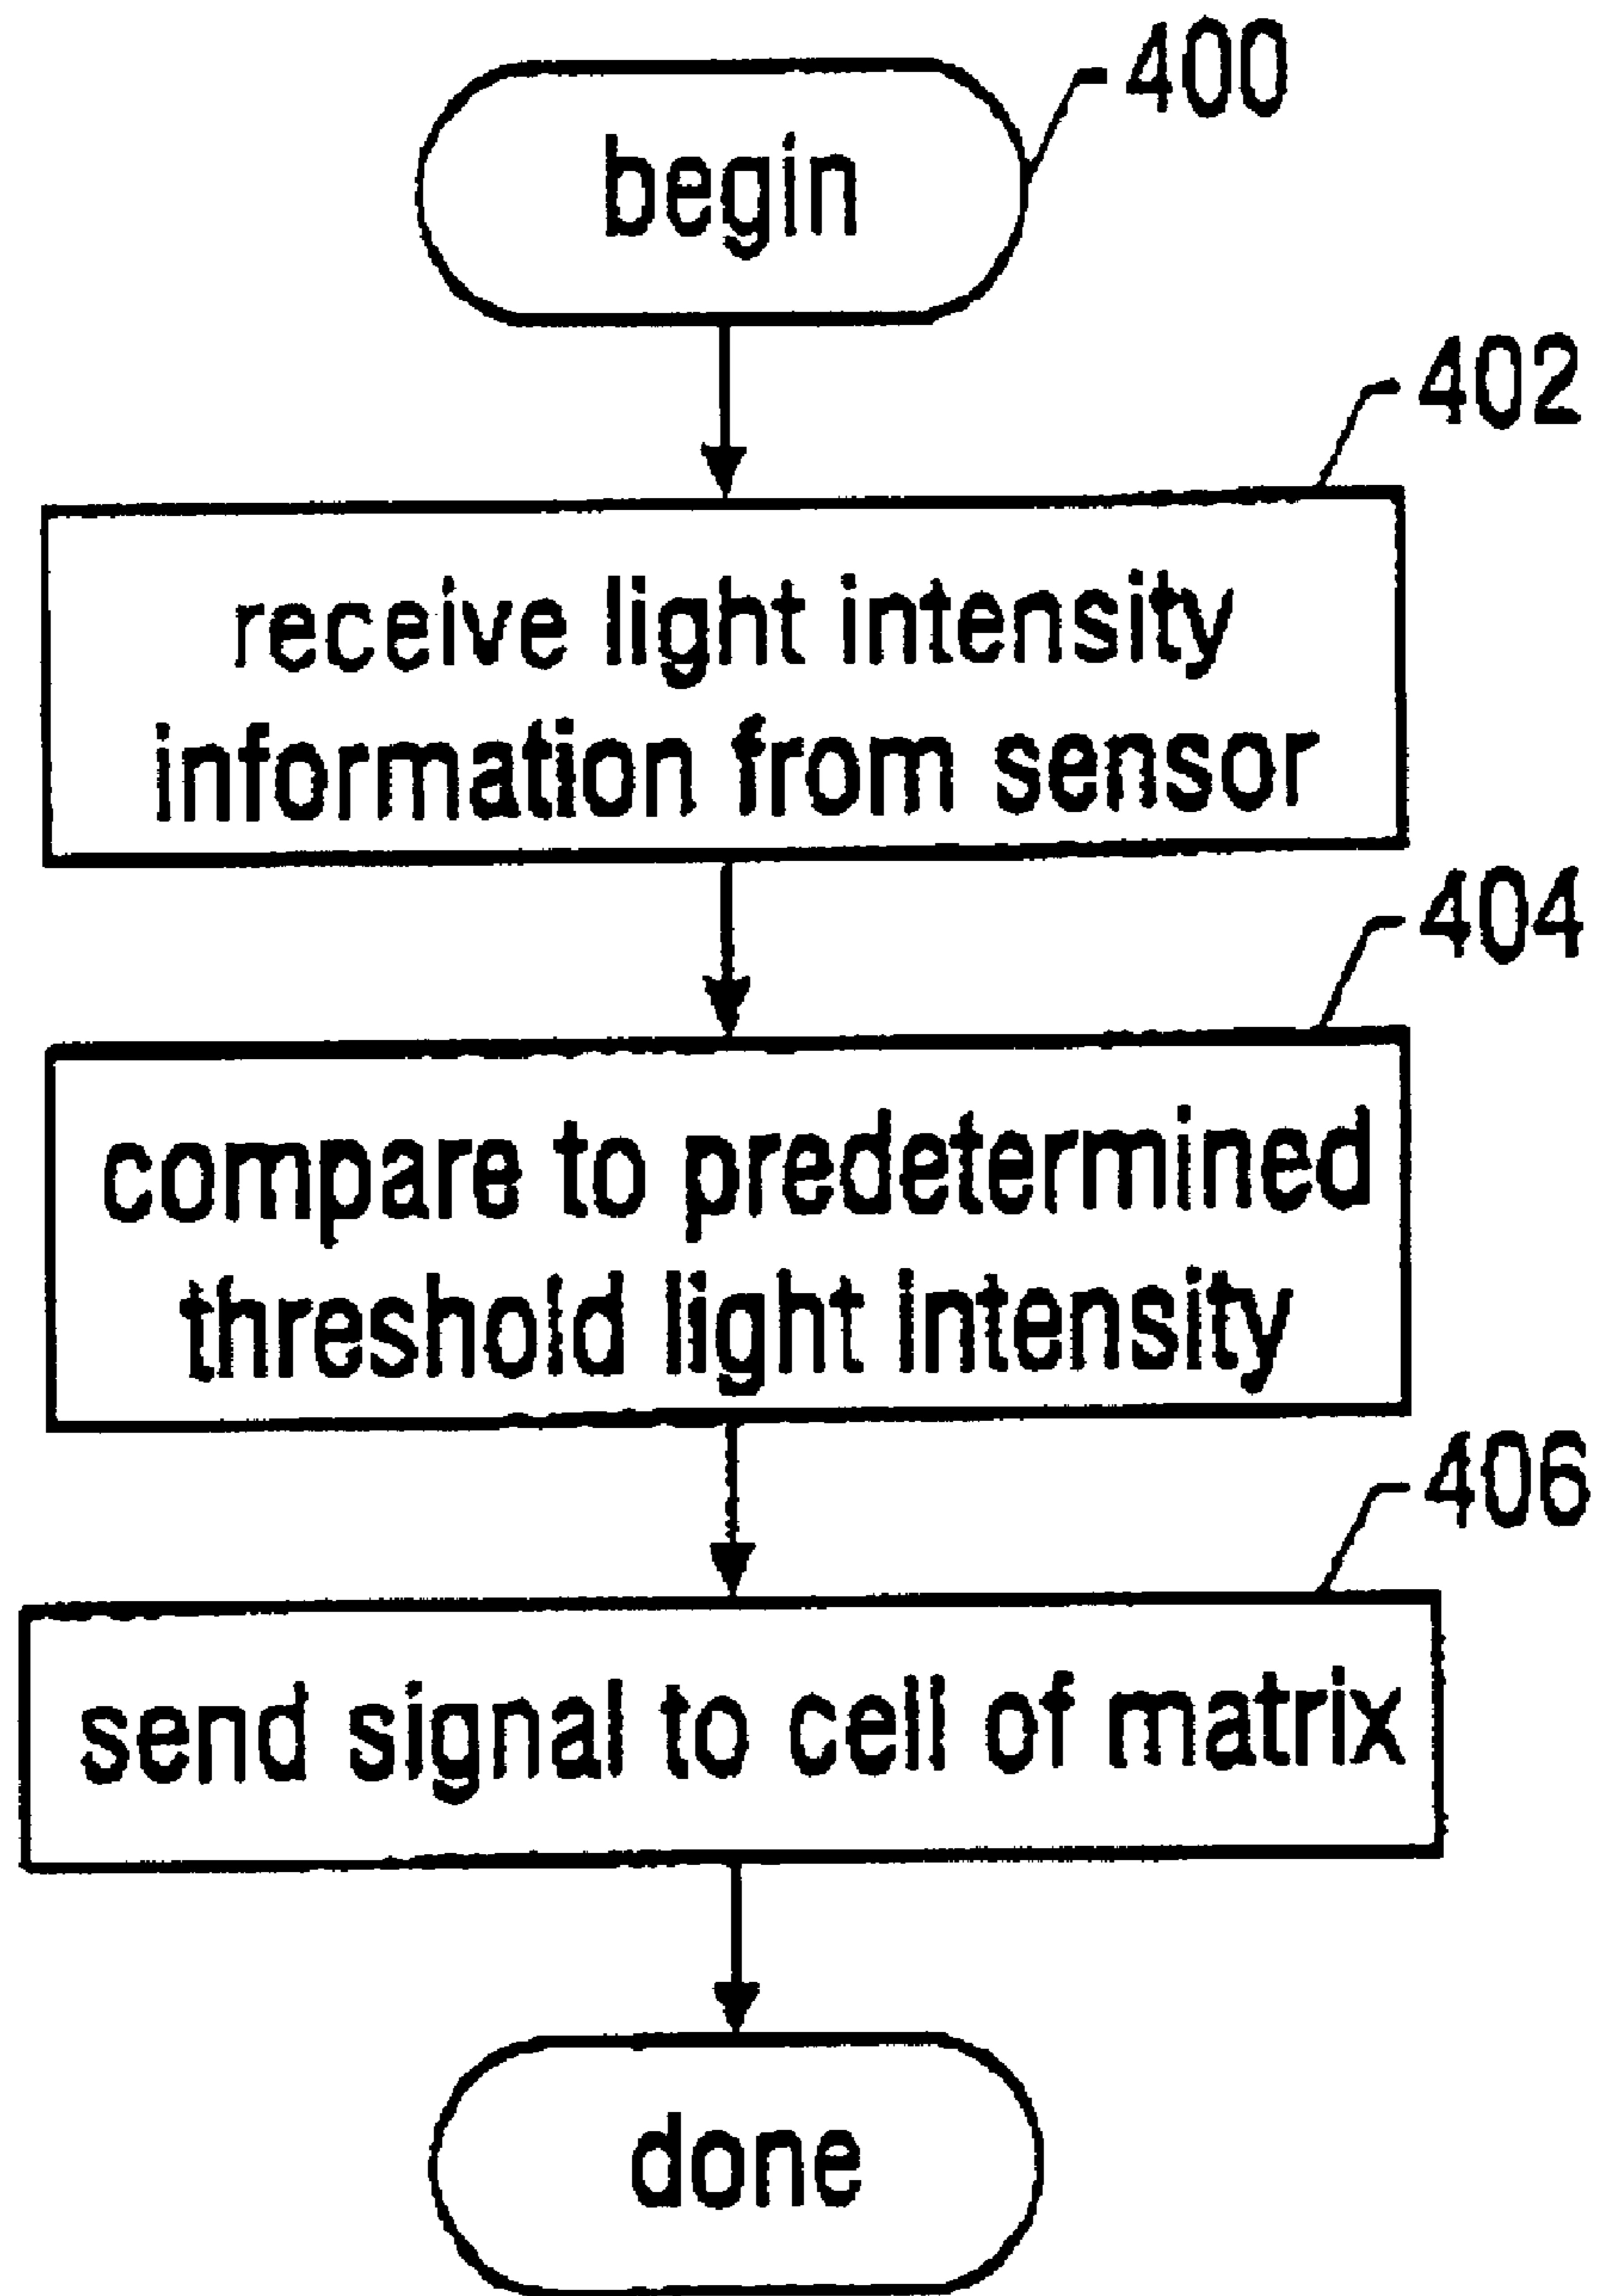 400
begin
402
receive light intensity
information from sensor
404
compare to predetermined
threshold light intensity
406
send signal to cell of matrix
done